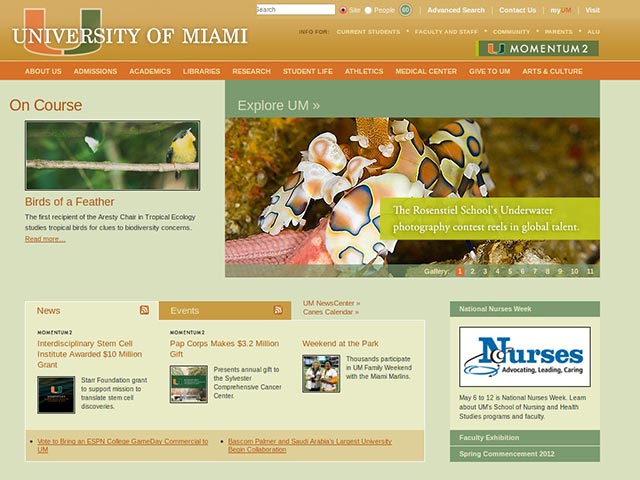 Search Site People GO | Advanced Search | Contact Us | myUM | Visit
UNIVERSITY OF MIAMI
INFO FOR: CURRENT STUDENTS • FACULTY AND STAFF • COMMUNITY • PARENTS • ALU
MOMENTUM2
ABOUT US ADMISSIONS ACADEMICS LIBRARIES RESEARCH STUDENT LIFE ATHLETICS MEDICAL CENTER GIVE TO UM ARTS & CULTURE
On Course
Birds of a Feather
The first recipient of the Aresty Chair in Tropical Ecology
studies tropical birds for clues to biodiversity concerns.
Read more...
Explore UM »
The Rosenstiel School's Underwater
photography contest reels in global talent.
Gallery: 1 2 3 4 5 6 7 8 9 10 11
News
Events
UM NewsCenter »
Canes Calendar »
MOMENTUM2
Interdisciplinary Stem Cell
Institute Awarded $10 Million
Grant
Starr Foundation grant
to support mission to
translate stem cell
discoveries.
MOMENTUM2
Pap Corps Makes $3.2 Million
Gift
Presents annual gift to
the Sylvester
Comprehensive Cancer
Center.
Weekend at the Park
Thousands participate
in UM Family Weekend
with the Miami Marlins.
• Vote to Bring an ESPN College GameDay Commercial to
UM
• Bascom Palmer and Saudi Arabia's Largest University
Begin Collaboration
National Nurses Week
Nurses
Advocating, Leading, Caring
May 6 to 12 is National Nurses Week. Learn
about UM's School of Nursing and Health
Studies programs and faculty.
Faculty Exhibition
Spring Commencement 2012